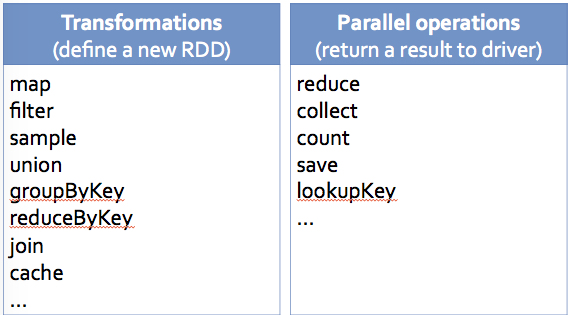 Transformations
(define a new RDD)
map
filter
sample
union
groupByKey
reduceByKey
join
cache
...
Parallel operations
(return a result to driver)
reduce
collect
count
save
lookupKey
...